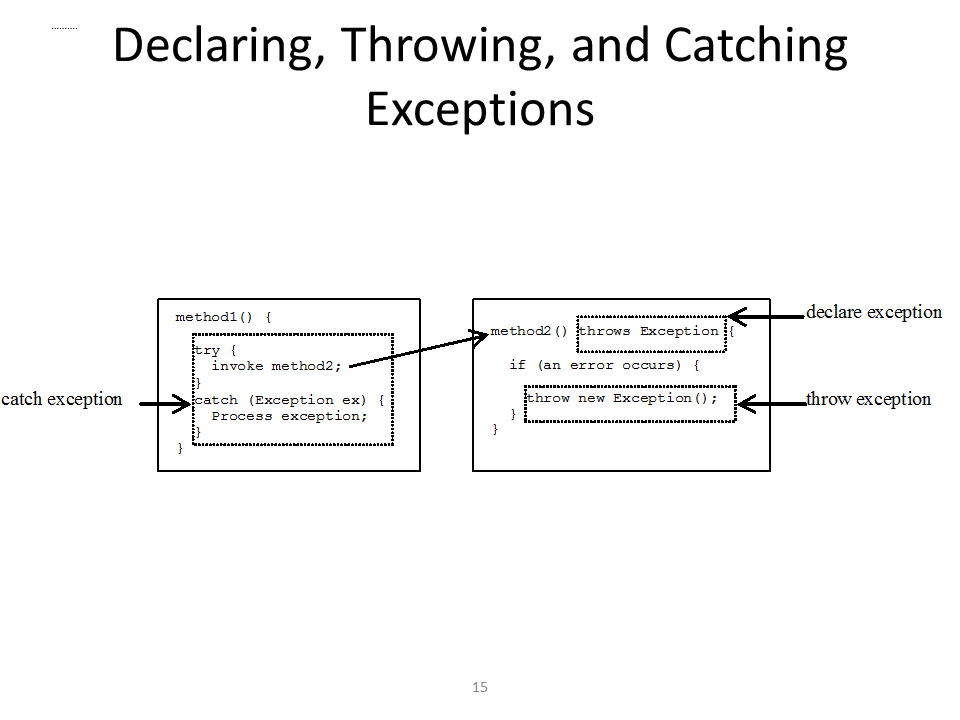 ..........
Declaring, Throwing, and Catching
Exceptions
method1() {
try {
invoke method2;
}
catch (Exception ex) {
Process exception;
}
}
catch exception
method2() throws Exception {
if (an error occurs) {
throw new Exception();
}
}
declare exception
throw exception
15